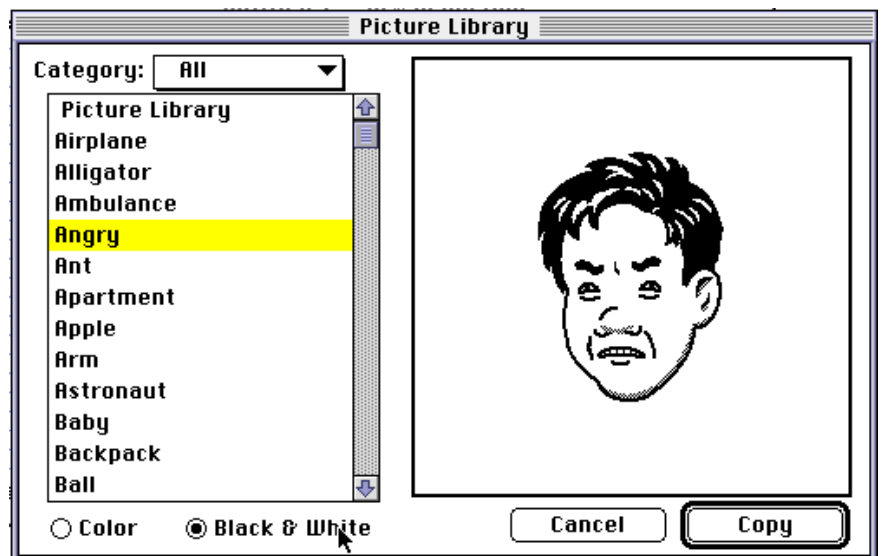 Picture Library
Category: All
Picture Library
Airplane
Alligator
Ambulance
Angry
Ant
Apartment
Apple
Arm
Astronaut
Baby
Backpack
Ball
Color Black & White
Cancel Copy